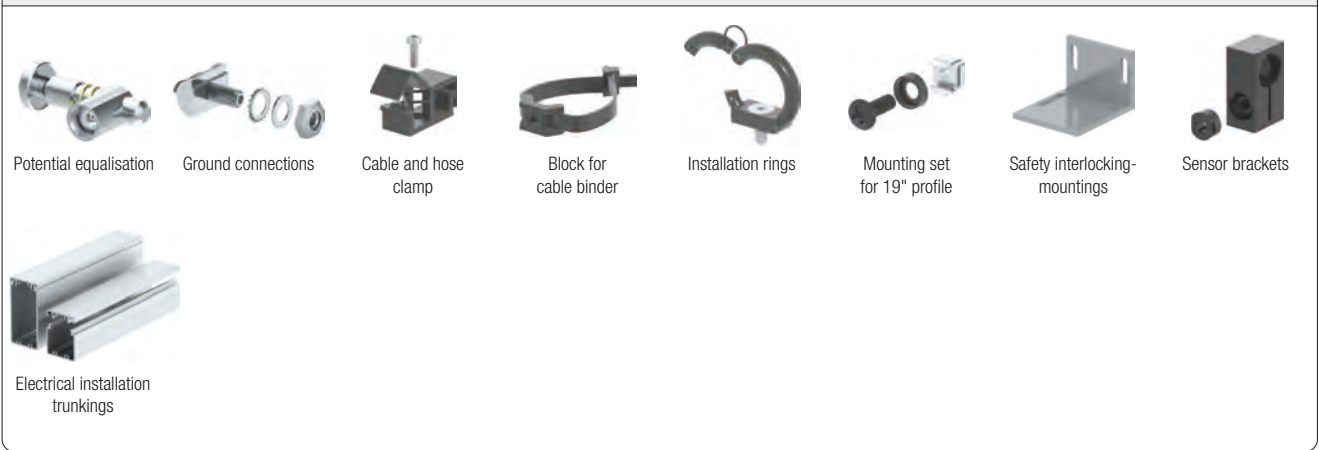 Potential equalisation
Ground connections
Cable and hose
clamp
Block for
cable binder
Installation rings
Mounting set
for 19" profile
Safety interlocking-
mountings
Sensor brackets
Electrical installation
trunkings